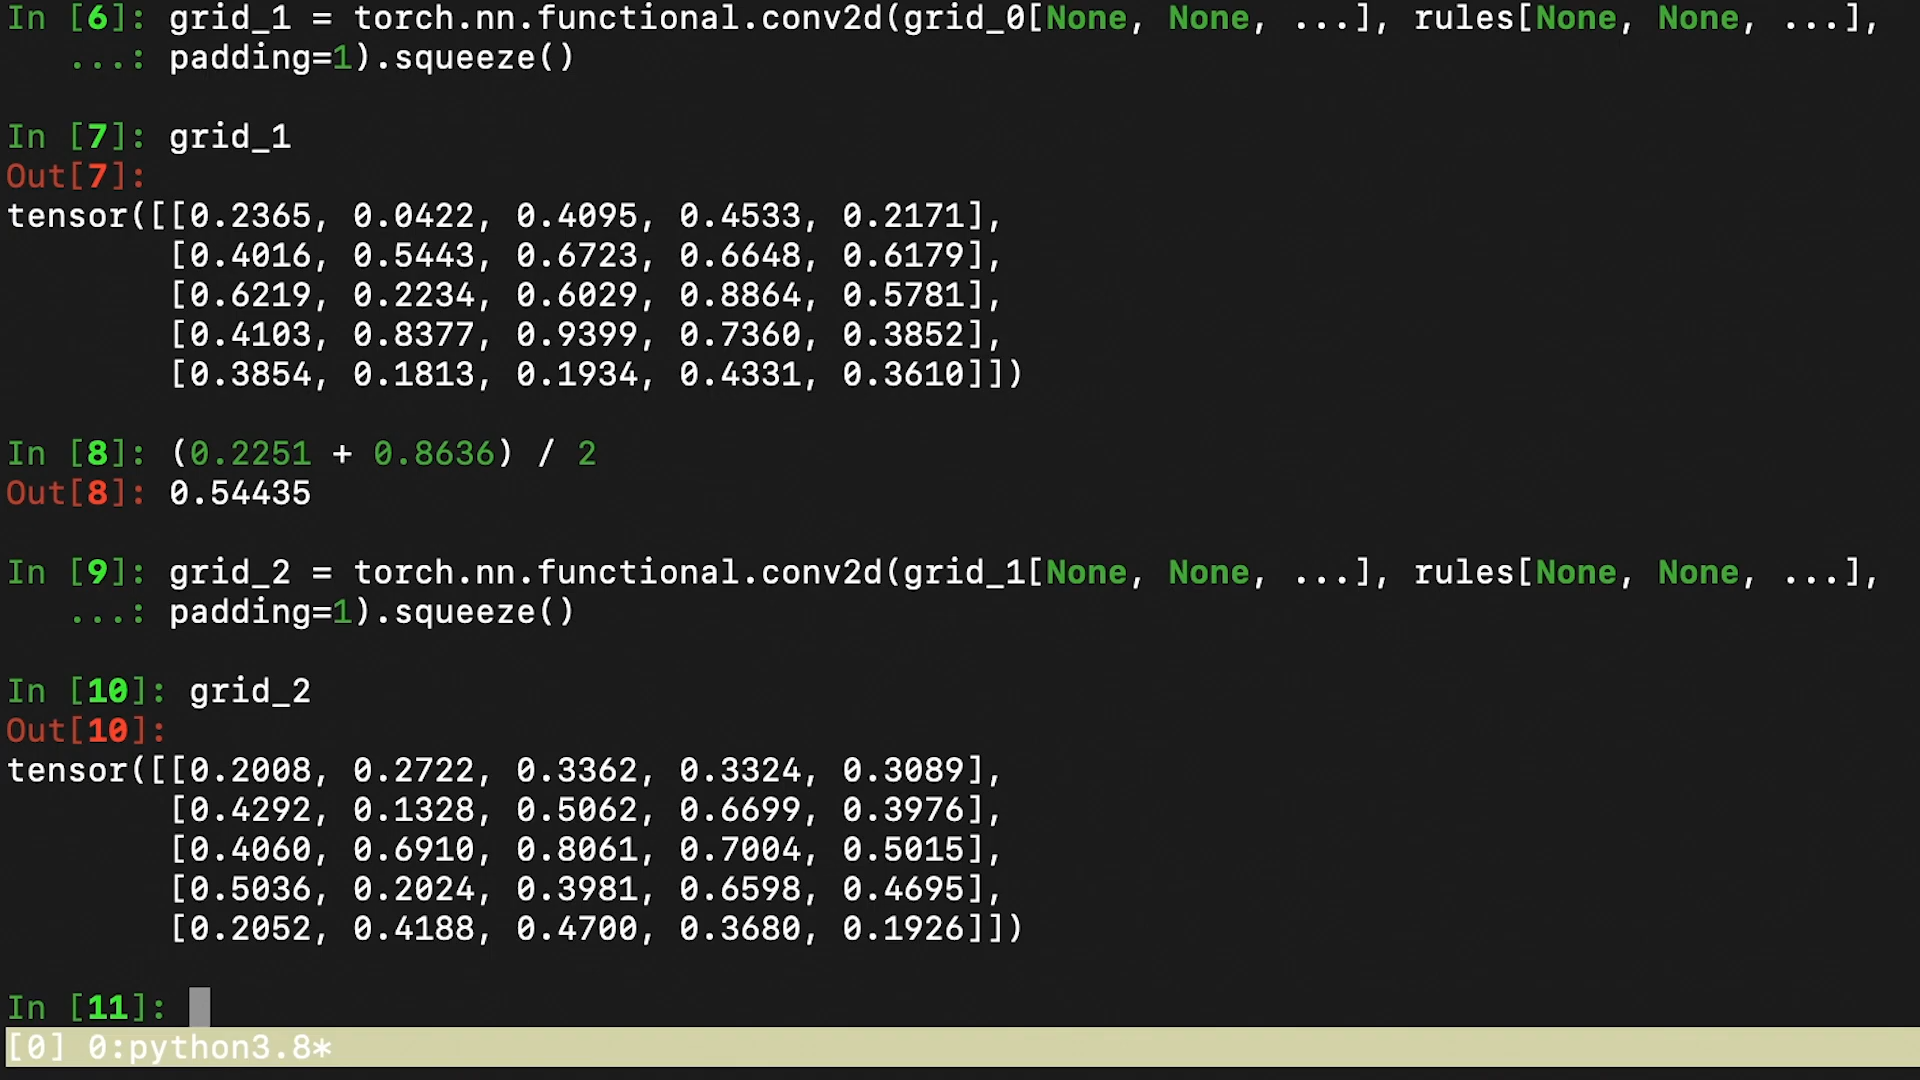 In [6]: grid_1 = torch.nn.functional.conv2d(grid_0[None, None, ...], rules[None, None, ...],
   ...: padding=1).squeeze()
In [7]: grid_1
Out[7]:
tensor([[0.2365, 0.0422, 0.4095, 0.4533, 0.2171],
        [0.4016, 0.5443, 0.6723, 0.6648, 0.6179],
        [0.6219, 0.2234, 0.6029, 0.8864, 0.5781],
        [0.4103, 0.8377, 0.9399, 0.7360, 0.3852],
        [0.3854, 0.1813, 0.1934, 0.4331, 0.3610]])
In [8]: (0.2251 + 0.8636) / 2
Out[8]: 0.54435
In [9]: grid_2 = torch.nn.functional.conv2d(grid_1[None, None, ...], rules[None, None, ...],
   ...: padding=1).squeeze()
In [10]: grid_2
Out[10]:
tensor([[0.2008, 0.2722, 0.3362, 0.3324, 0.3089],
        [0.4292, 0.1328, 0.5062, 0.6699, 0.3976],
        [0.4060, 0.6910, 0.8061, 0.7004, 0.5015],
        [0.5036, 0.2024, 0.3981, 0.6598, 0.4695],
        [0.2052, 0.4188, 0.4700, 0.3680, 0.1926]])
In [11]:
[0] 0:python3.8*